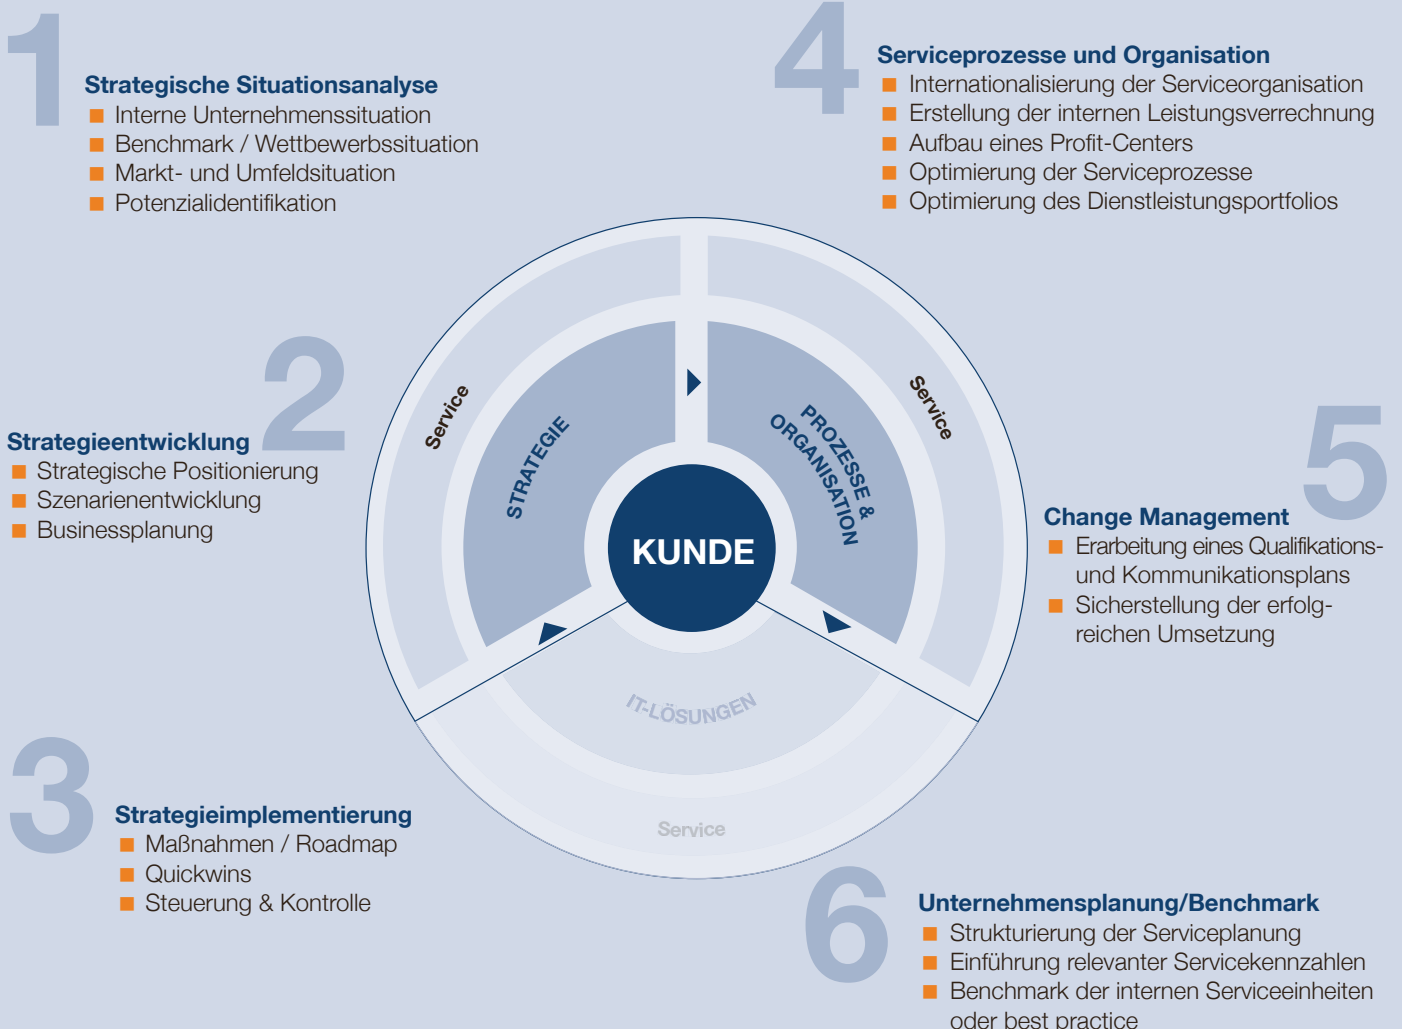 1
Strategische Situationsanalyse
Interne Unternehmenssituation
Benchmark / Wettbewerbssituation
Markt- und Umfeldsituation
Potenzialidentifikation
2
Strategieentwicklung
Strategische Positionierung
Szenarienentwicklung
Businessplanung
3
Strategieimplementierung
Maßnahmen / Roadmap
Quickwins
Steuerung & Kontrolle
Service
STRATEGIE
KUNDE
PROZESSE &
ORGANISATION
Service
IT-LÖSUNGEN
Service
4
Serviceprozesse und Organisation
Internationalisierung der Serviceorganisation
Erstellung der internen Leistungsverrechnung
Aufbau eines Profit-Centers
Optimierung der Serviceprozesse
Optimierung des Dienstleistungsportfolios
5
Change Management
Erarbeitung eines Qualifikations-
und Kommunikationsplans
Sicherstellung der erfolg-
reichen Umsetzung
6
Unternehmensplanung/Benchmark
Strukturierung der Serviceplanung
Einführung relevanter Servicekennzahlen
Benchmark der internen Serviceeinheiten
oder best practice